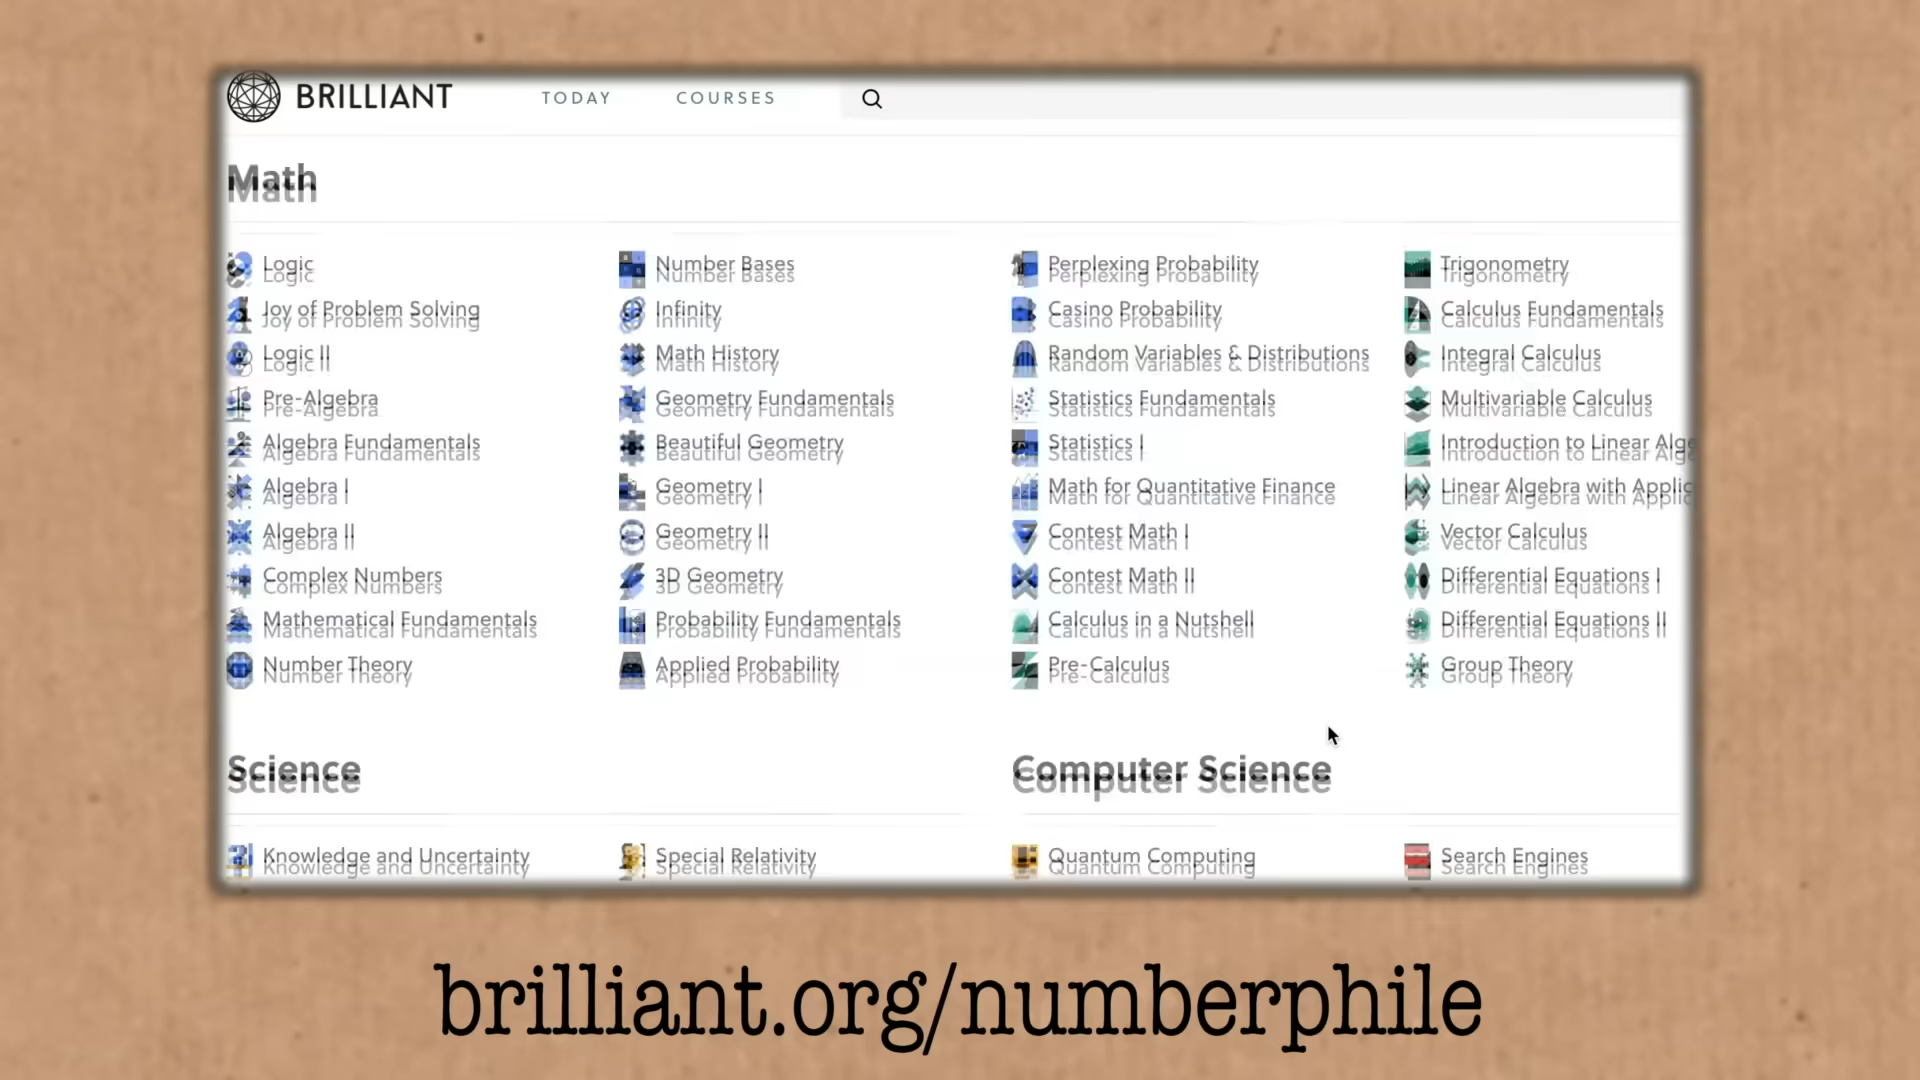 BRILLIANT TODAY COURSES
Math
Logic
Joy of Problem Solving
Logic II
Pre-Algebra
Algebra Fundamentals
Algebra I
Algebra II
Complex Numbers
Mathematical Fundamentals
Number Theory
Number Bases
Infinity
Math History
Geometry Fundamentals
Beautiful Geometry
Geometry I
Geometry II
3D Geometry
Probability Fundamentals
Applied Probability
Perplexing Probability
Casino Probability
Random Variables & Distributions
Statistics Fundamentals
Statistics I
Math for Quantitative Finance
Contest Math I
Contest Math II
Calculus in a Nutshell
Pre-Calculus
Trigonometry
Calculus Fundamentals
Integral Calculus
Multivariable Calculus
Introduction to Linear Alge
Linear Algebra with Applic
Vector Calculus
Differential Equations I
Differential Equations II
Group Theory
Science
Knowledge and Uncertainty
Special Relativity
Computer Science
Quantum Computing
Search Engines
brilliant.org/numberphile